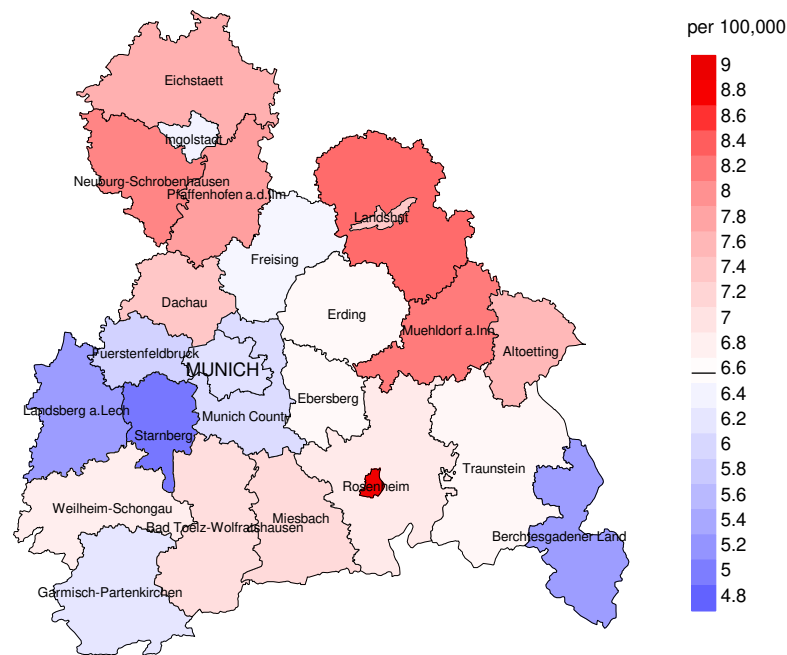 per 100,000
9
8.8
8.6
8.4
8.2
8
7.8
7.6
7.4
7.2
7
6.8
6.6
6.4
6.2
6
5.8
5.6
5.4
5.2
5
4.8
Eichstaett
Ingolstadt
Neuburg-Schrobenhausen
Pfaffenhofen a.d.Ilm
Landshut
Freising
Dachau
Erding
Muehldorf a.Inn
Altoetting
Fuerstenfeldbruck
MUNICH
Ebersberg
Landsberg a.Lech
Munich County
Starnberg
Traunstein
Rosenheim
Weilheim-Schongau
Miesbach
Bad Toelz-Wolfratshausen
Berchtesgadener Land
Garmisch-Partenkirchen